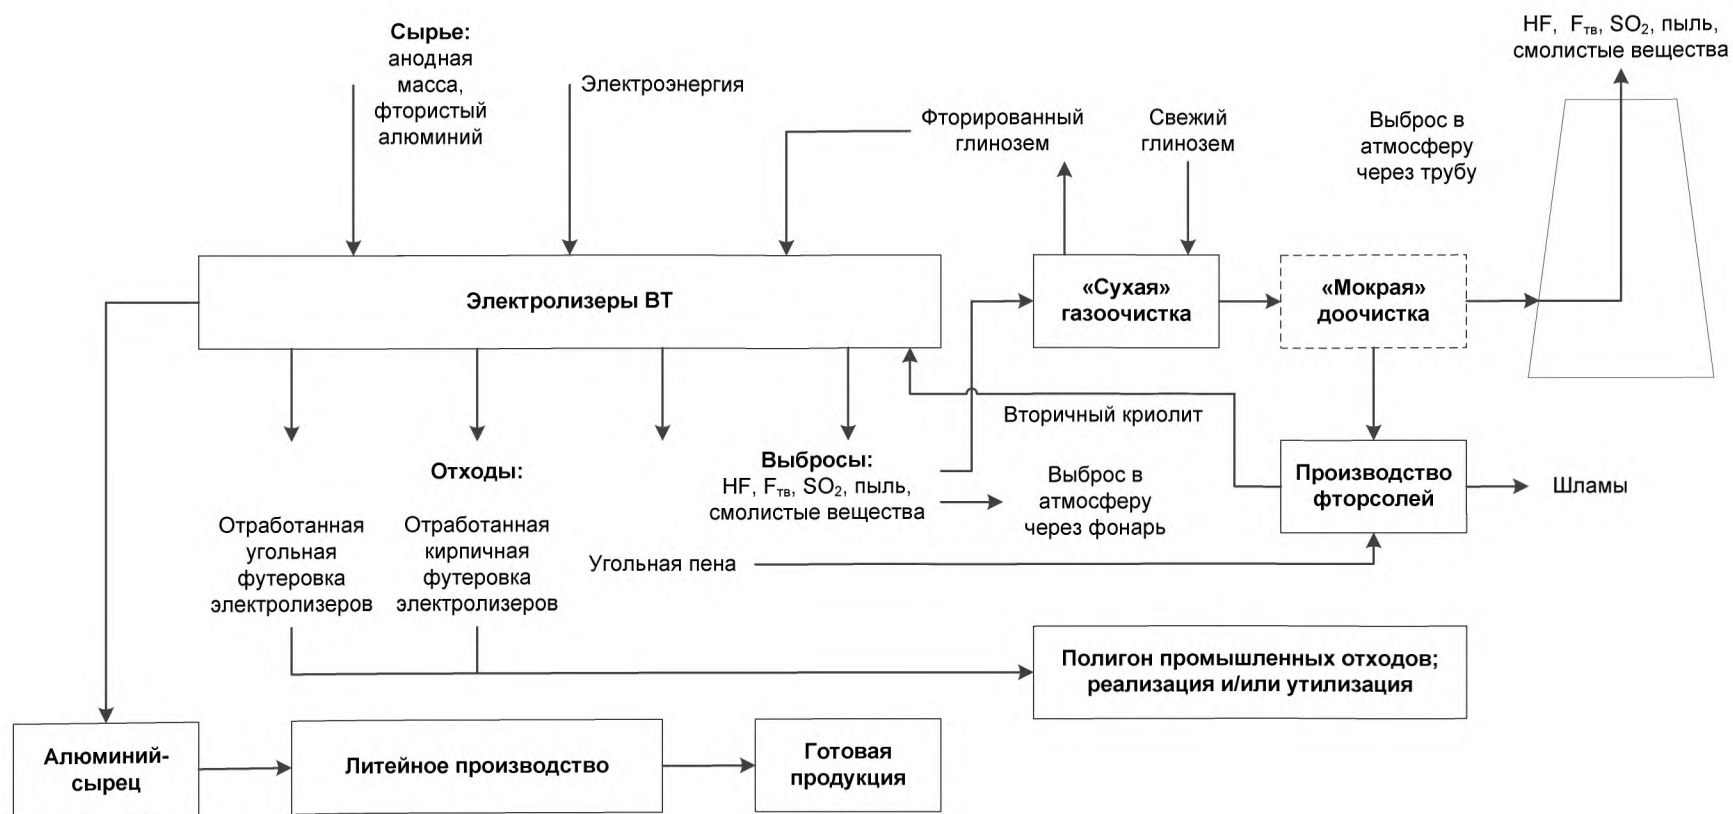 Сырье:
анодная
масса,
фтористый
алюминий
Электроэнергия
Фторированный
глинозем
Свежий
глинозем
Выброс в
атмосферу
через трубу
HF, Fтв, SO2, пыль,
смолистые вещества
Электролизеры ВТ
«Сухая»
газоочистка
«Мокрая»
доочистка
Вторичный криолит
Отходы:
Выбросы:
HF, Fтв, SO2, пыль,
смолистые вещества
Выброс в
атмосферу
через фонарь
Производство
фторсолей
Шламы
Отработанная
угольная
футеровка
электролизеров
Отработанная
кирпичная
футеровка
электролизеров
Угольная пена
Полигон промышленных отходов;
реализация и/или утилизация
Алюминий-
сырец
Литейное производство
Готовая
продукция